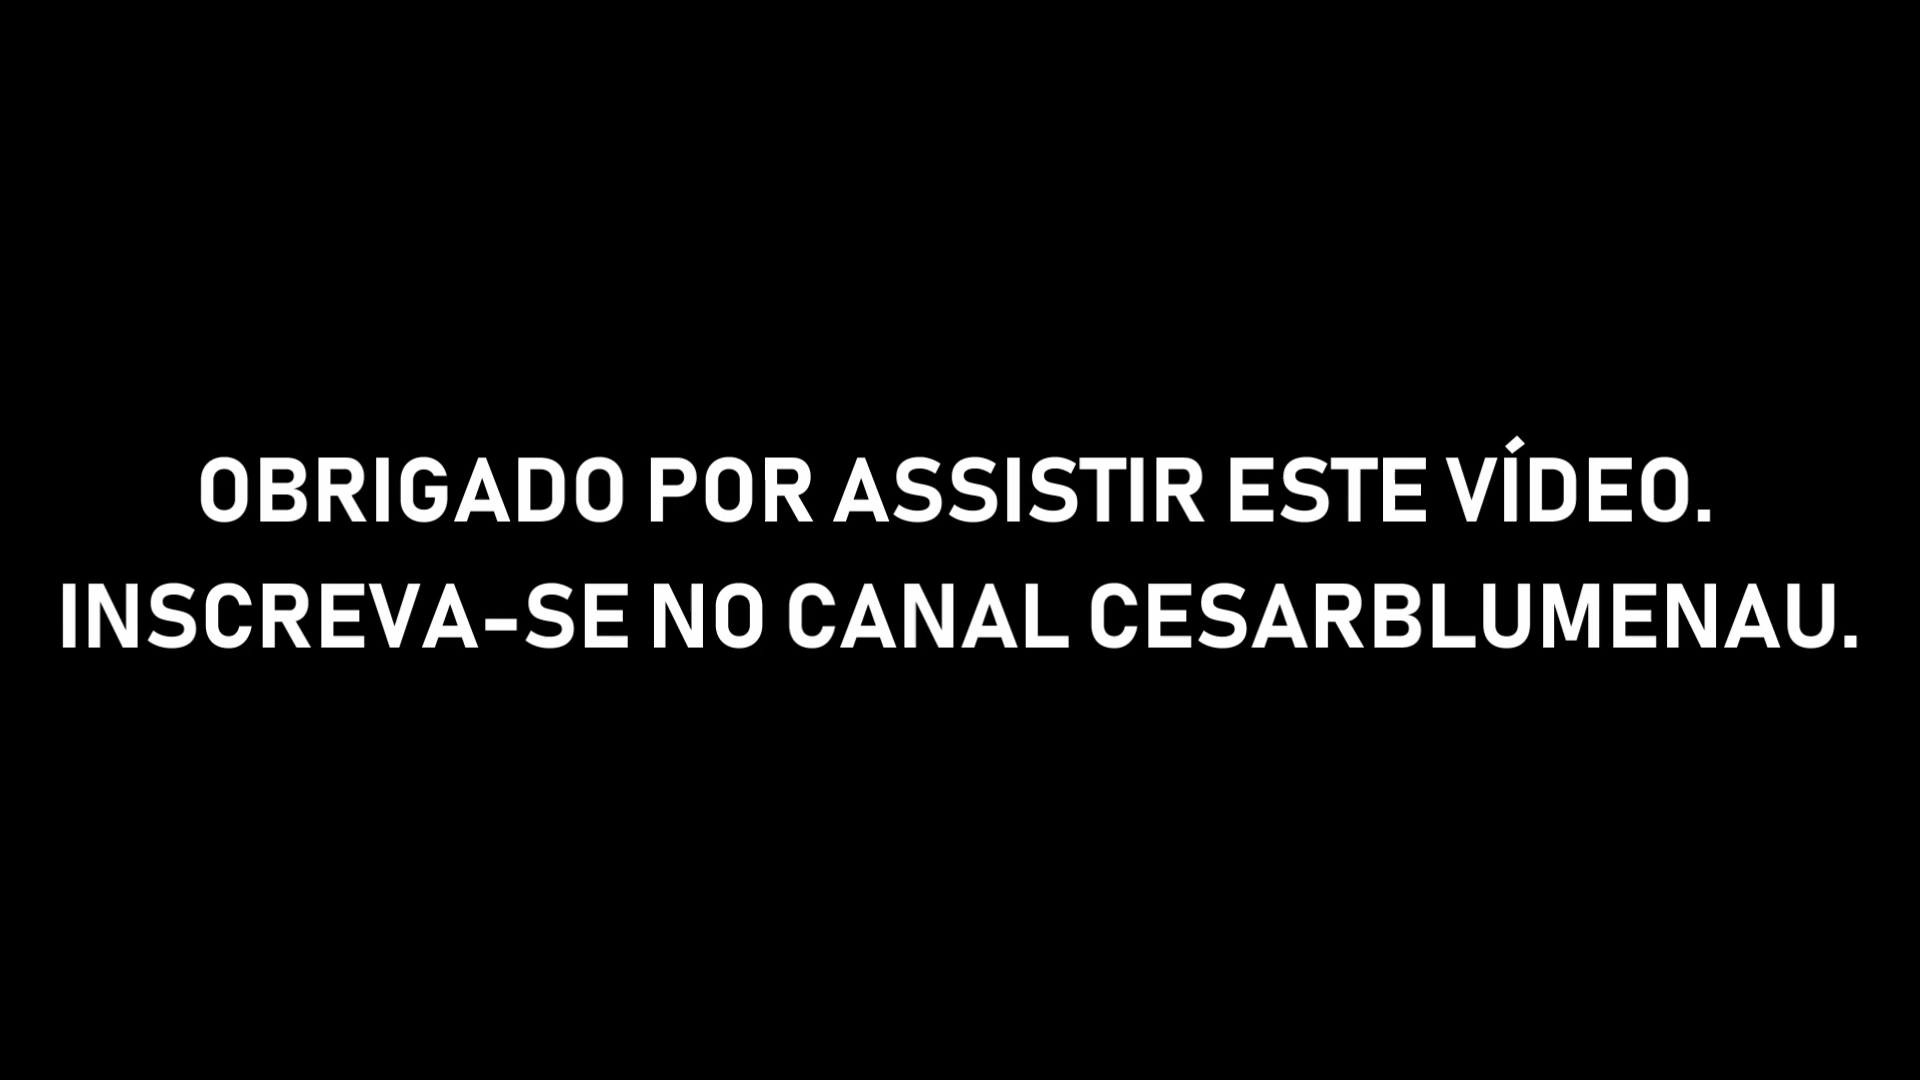 OBRIGADO POR ASSISTIR ESTE VÍDEO.
INSCREVA-SE NO CANAL CESARBLUMENAU.